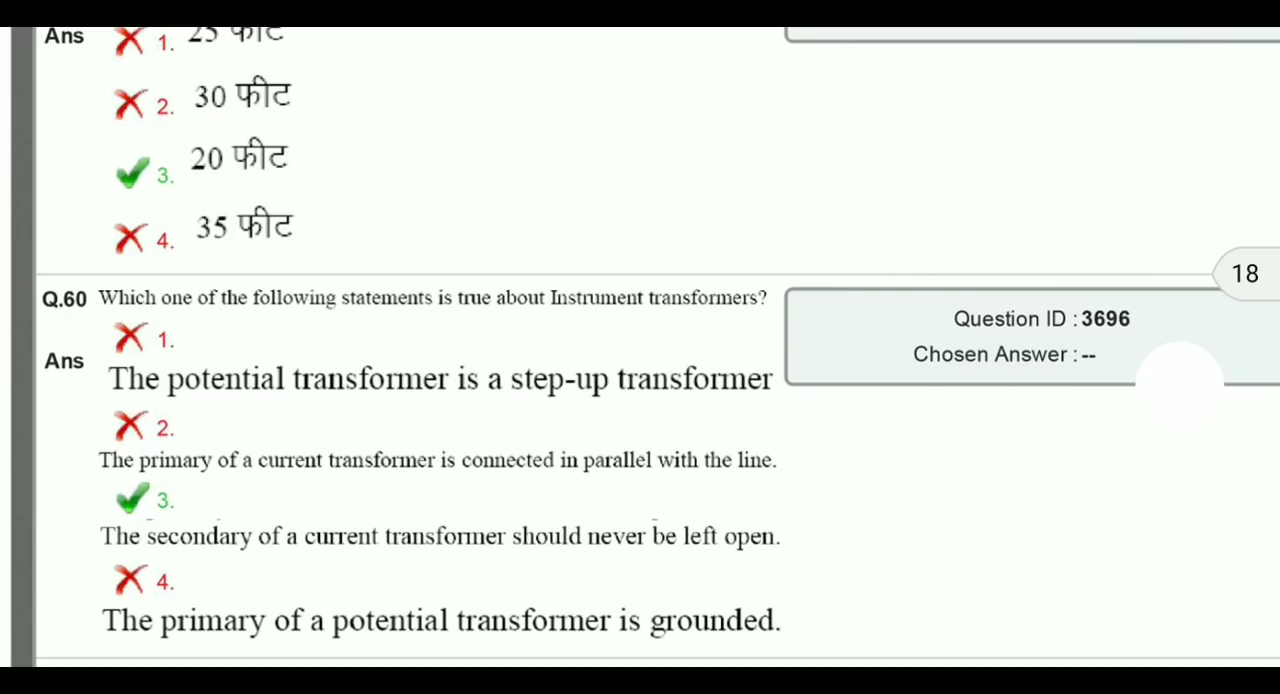 Ans 1. 25 फीट
2. 30 फीट
3. 20 फीट
4. 35 फीट
18
Q.60 Which one of the following statements is true about Instrument transformers?
Question ID : 3696
Chosen Answer : --
Ans 1.
The potential transformer is a step-up transformer
2.
The primary of a current transformer is connected in parallel with the line.
3.
The secondary of a current transformer should never be left open.
4.
The primary of a potential transformer is grounded.